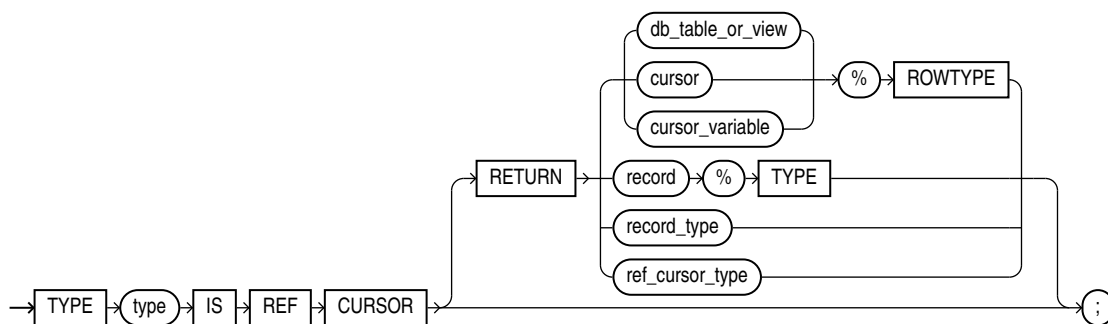 db_table_or_view
cursor % ROWTYPE
cursor_variable
RETURN record % TYPE
record_type
ref_cursor_type
TYPE type IS REF CURSOR ;